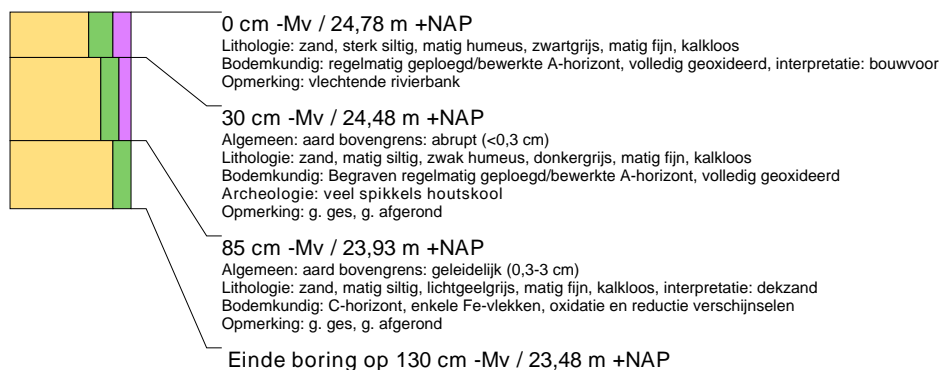 0 cm -Mv / 24,78 m +NAP
Lithologie: zand, sterk siltig, matig humeus, zwartgrijs, matig fijn, kalkloos
Bodemkundig: regelmatig geploegd/bewerkte A-horizont, volledig geoxideerd, interpretatie: bouwvoor
Opmerking: vlechtende rivierbank
30 cm -Mv / 24,48 m +NAP
Algemeen: aard bovengrens: abrupt (<0,3 cm)
Lithologie: zand, matig siltig, zwak humeus, donkergrijs, matig fijn, kalkloos
Bodemkundig: Begraven regelmatig geploegd/bewerkte A-horizont, volledig geoxideerd
Archeologie: veel spikkels houtskool
Opmerking: g. ges, g. afgerond
85 cm -Mv / 23,93 m +NAP
Algemeen: aard bovengrens: geleidelijk (0,3-3 cm)
Lithologie: zand, matig siltig, lichtgeelgrijs, matig fijn, kalkloos, interpretatie: dekzand
Bodemkundig: C-horizont, enkele Fe-vlekken, oxidatie en reductie verschijnselen
Opmerking: g. ges, g. afgerond
Einde boring op 130 cm -Mv / 23,48 m +NAP